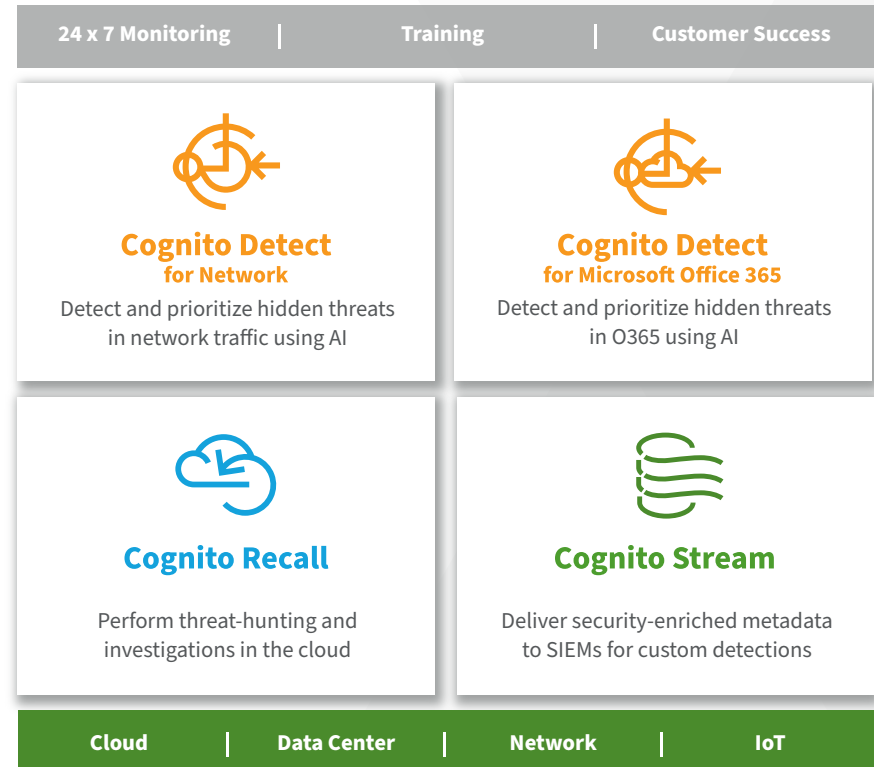 24 x 7 Monitoring | Training | Customer Success
Cognito Detect
for Network
Detect and prioritize hidden threats
in network traffic using AI
Cognito Detect
for Microsoft Office 365
Detect and prioritize hidden threats
in O365 using AI
Cognito Recall
Perform threat-hunting and
investigations in the cloud
Cognito Stream
Deliver security-enriched metadata
to SIEMs for custom detections
Cloud | Data Center | Network | IoT